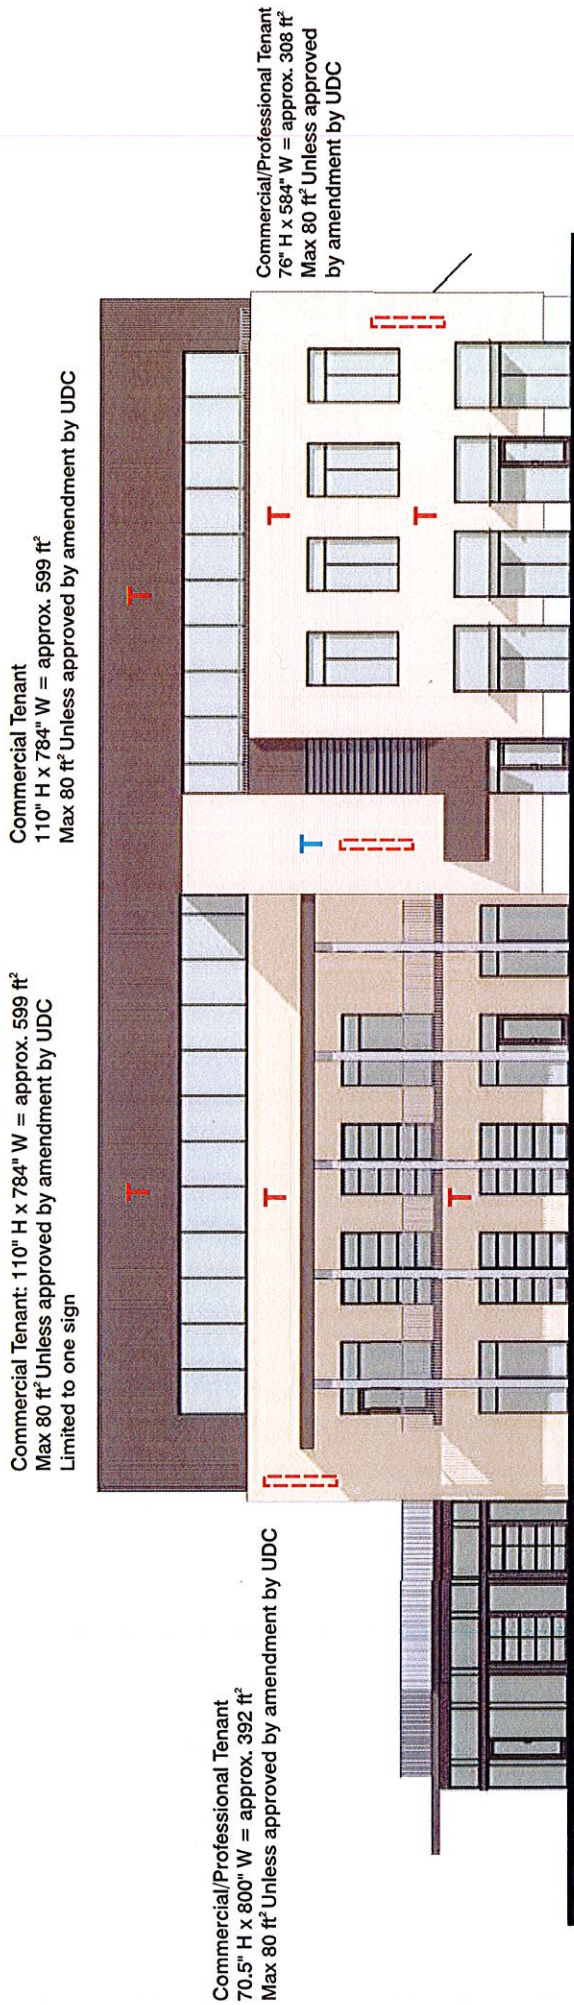 Commercial/Professional Tenant
70.5" H x 800" W = approx. 392 ft²
Max 80 ft² Unless approved by amendment by UDC
Commercial Tenant: 110" H x 784" W = approx. 599 ft²
Max 80 ft² Unless approved by amendment by UDC
Limited to one sign
Commercial Tenant
110" H x 784" W = approx. 599 ft²
Max 80 ft² Unless approved by amendment by UDC
Commercial/Professional Tenant
76" H x 584" W = approx. 308 ft²
Max 80 ft² Unless approved
by amendment by UDC
T
T
T
T
T
T
T